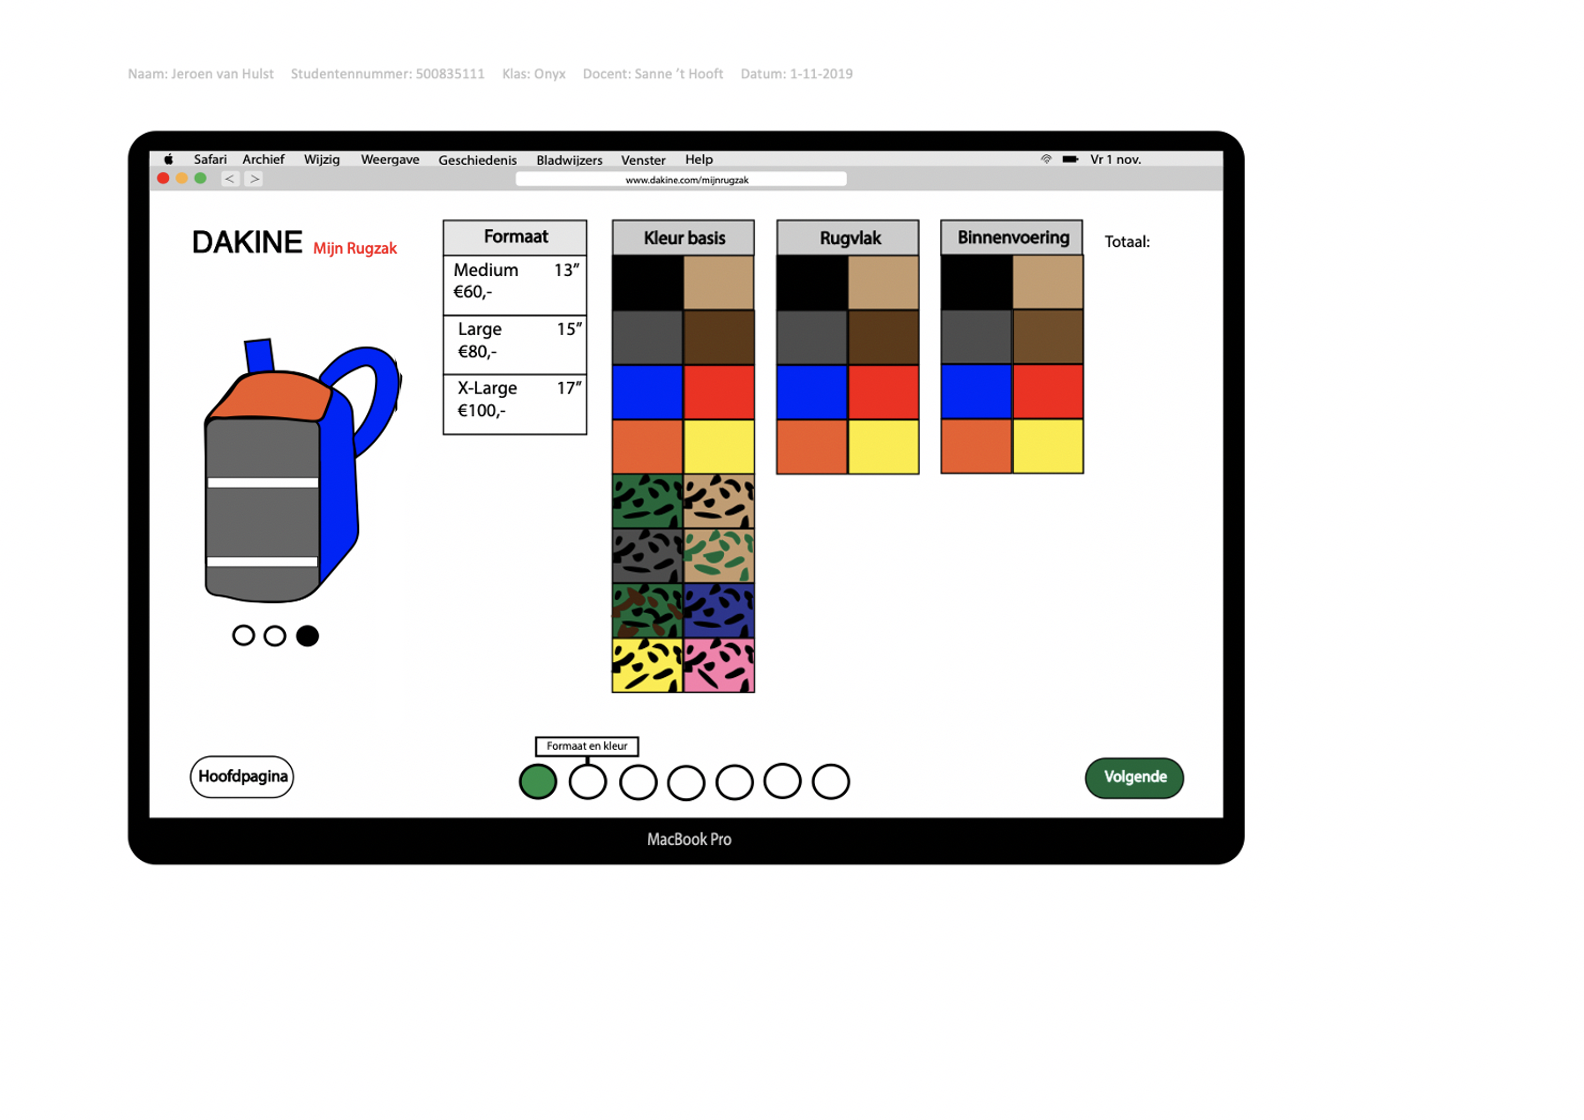 Naam: Jeroen van Hulst Studentennummer: 500835111 Klas: Onyx Docent: Sanne ’t Hooft Datum: 1-11-2019
Safari Archief Wijzig Weergave Geschiedenis Bladwijzers Venster Help Vr 1 nov.
< > www.dakine.com/mijnrugzak
DAKINE Mijn Rugzak
Formaat
Medium 13”
€60,-
Large 15”
€80,-
X-Large 17”
€100,-
Kleur basis
Rugvlak
Binnenvoering
Totaal:
Formaat en kleur
Hoofdpagina
Volgende
MacBook Pro